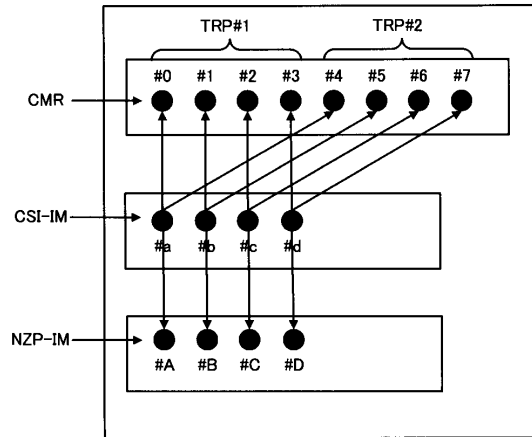 TRP#1 TRP#2
#0 #1 #2 #3 #4 #5 #6 #7
CMR
CSI-IM
#a #b #c #d
NZP-IM
#A #B #C #D